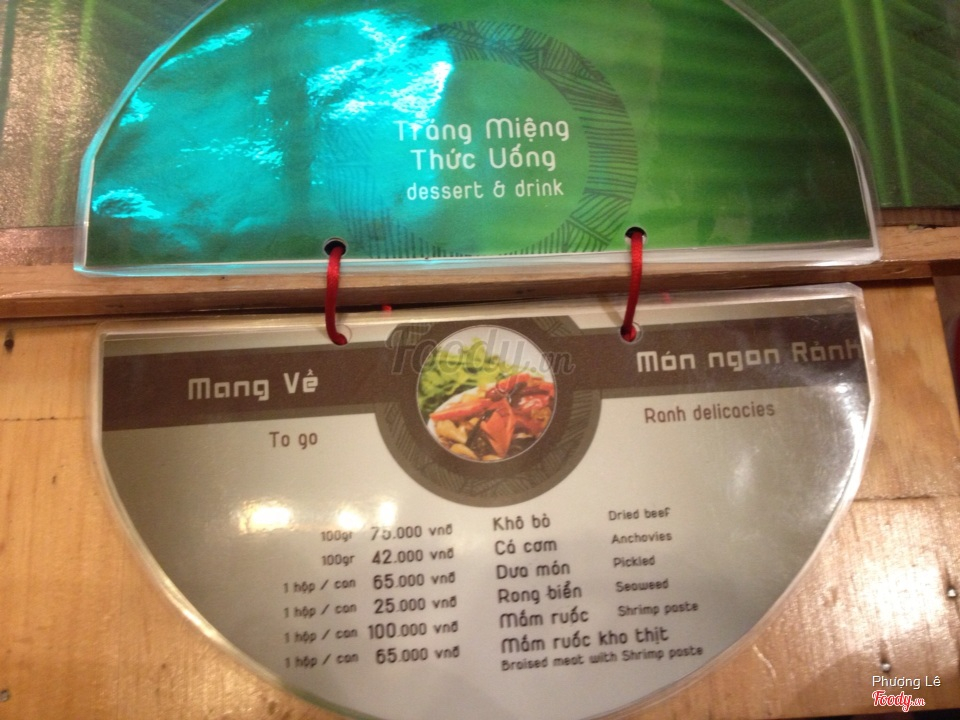 Tráng Miệng
Thức Uống
dessert & drink
Foody.vn
Mang Về
Món ngon Rảnh
To go
Ranh delicacies
100gr 75.000 vnđ Khô bò Dried beef
100gr 42.000 vnđ Cá cơm Anchovies
1 hộp / can 65.000 vnđ Dưa món Pickled
1 hộp / can 25.000 vnđ Rong biển Seaweed
1 hộp / can 100.000 vnđ Mắm ruốc Shrimp paste
1 hộp / can 65.000 vnđ Mắm ruốc kho thịt
Braised meat with Shrimp paste
Phương Lê
Foody.vn